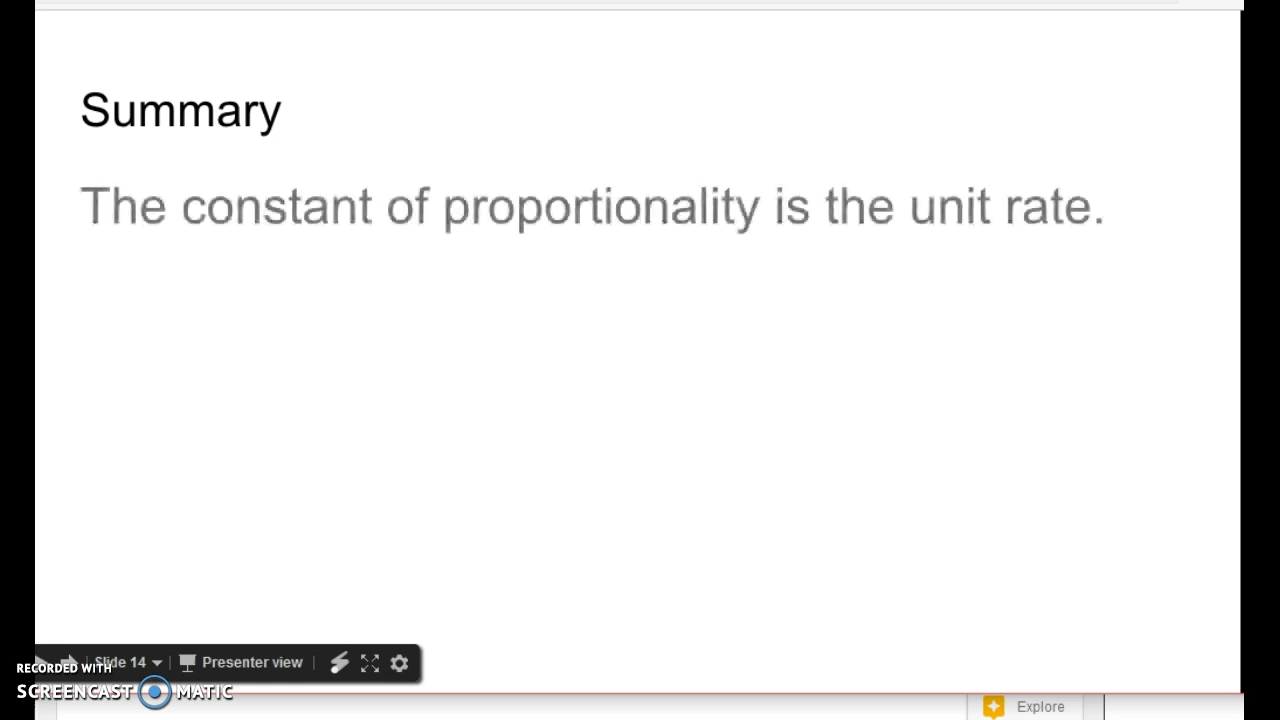 Summary
The constant of proportionality is the unit rate.
Slide 14
Presenter view
RECORDED WITH
SCREENCAST MATIC
Explore